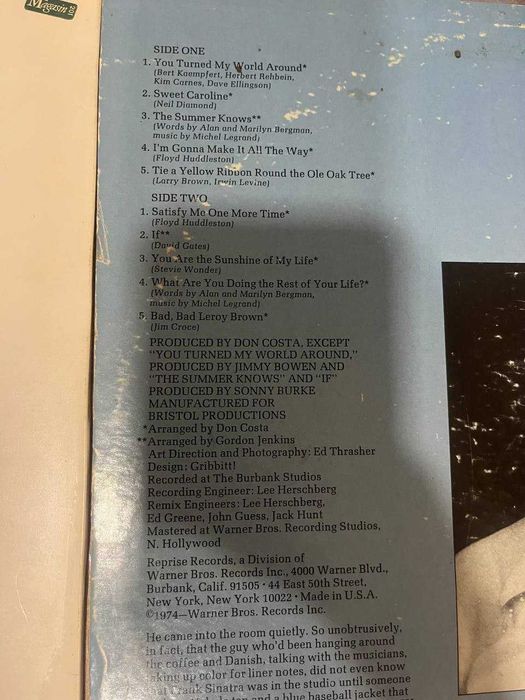 Magasin
SIDE ONE
1. You Turned My World Around*
(Bert Kaempfert, Herbert Rehbein,
Kim Carnes, Dave Ellingson)
2. Sweet Caroline*
(Neil Diamond)
3. The Summer Knows**
(Words by Alan and Marilyn Bergman,
music by Michel Legrand)
4. I'm Gonna Make It All The Way*
(Floyd Huddleston)
5. Tie a Yellow Ribbon Round the Ole Oak Tree*
(Larry Brown, Irwin Levine)
SIDE TWO
1. Satisfy Me One More Time*
(Floyd Huddleston)
2. If**
(David Gates)
3. You Are the Sunshine of My Life*
(Stevie Wonder)
4. What Are You Doing the Rest of Your Life?*
(Words by Alan and Marilyn Bergman,
music by Michel Legrand)
5. Bad, Bad Leroy Brown*
(Jim Croce)
PRODUCED BY DON COSTA, EXCEPT
"YOU TURNED MY WORLD AROUND,"
PRODUCED BY JIMMY BOWEN AND
"THE SUMMER KNOWS" AND "IF"
PRODUCED BY SONNY BURKE
MANUFACTURED FOR
BRISTOL PRODUCTIONS
*Arranged by Don Costa
**Arranged by Gordon Jenkins
Art Direction and Photography: Ed Thrasher
Design: Gribbitt!
Recorded at The Burbank Studios
Recording Engineer: Lee Herschberg
Remix Engineers: Lee Herschberg,
Ed Greene, John Guess, Jack Hunt
Mastered at Warner Bros. Recording Studios,
N. Hollywood
Reprise Records, a Division of
Warner Bros. Records Inc., 4000 Warner Blvd.,
Burbank, Calif. 91505 · 44 East 50th Street,
New York, New York 10022 · Made in U.S.A.
©1974—Warner Bros. Records Inc.
He came into the room quietly. So unobtrusively,
in fact, that the guy who'd been hanging around
the coffee and Danish, talking with the musicians,
soaking up color for liner notes, did not even know
that Frank Sinatra was in the studio until someone
and a blue baseball jacket that